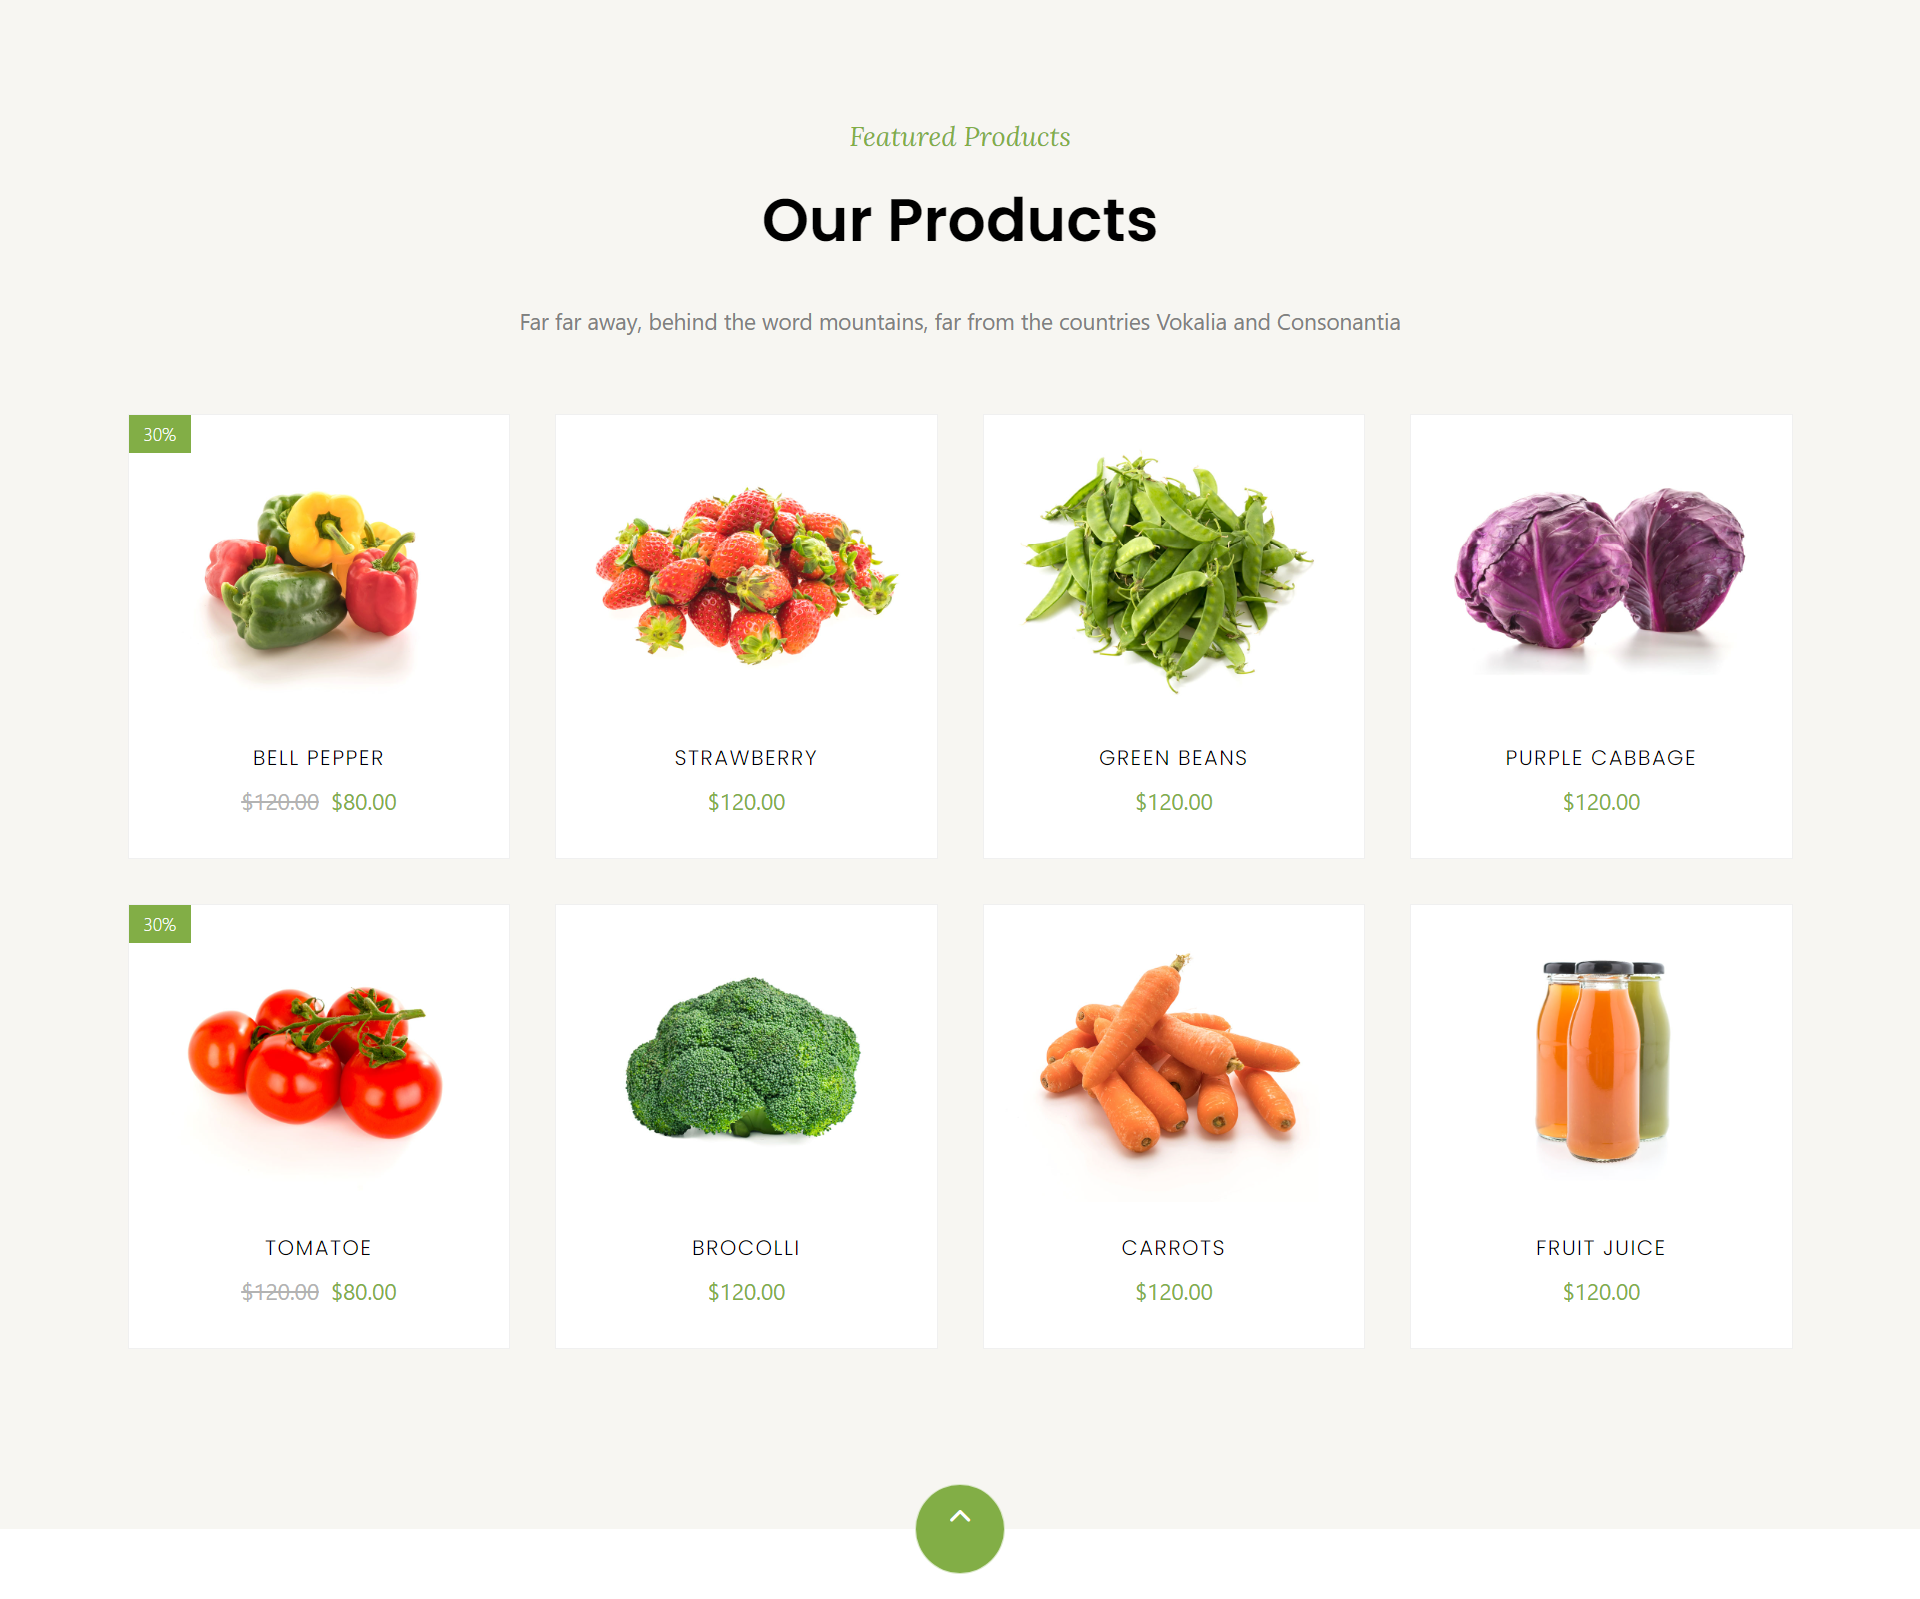 Featured Products
Our Products
Far far away, behind the word mountains, far from the countries Vokalia and Consonantia
30%
BELL PEPPER
$120.00 $80.00
STRAWBERRY
$120.00
GREEN BEANS
$120.00
PURPLE CABBAGE
$120.00
30%
TOMATOE
$120.00 $80.00
BROCOLLI
$120.00
CARROTS
$120.00
FRUIT JUICE
$120.00